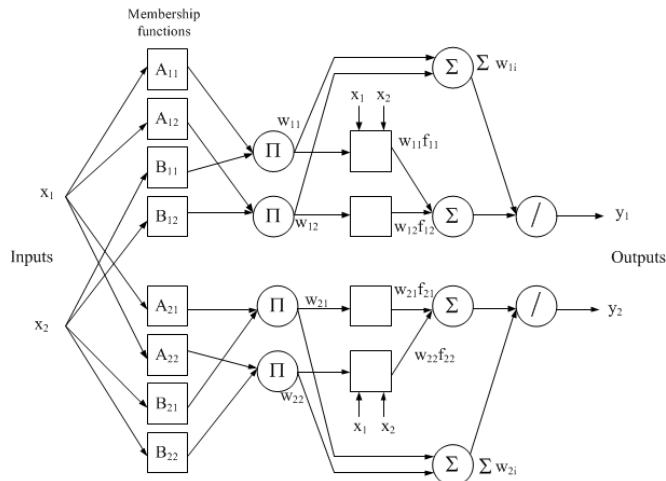 Membership
functions
A₁₁
A₁₂
B₁₁
B₁₂
A₂₁
A₂₂
B₂₁
B₂₂
x₁
Inputs
x₂
Π
Π
Π
Π
w₁₁
w₁₂
w₂₁
w₂₂
x₁ x₂
x₁ x₂
w₁₁f₁₁
w₁₂f₁₂
w₂₁f₂₁
w₂₂f₂₂
Σ Σ w₁ᵢ
Σ
Σ
Σ Σ w₂ᵢ
/
/
y₁
Outputs
y₂